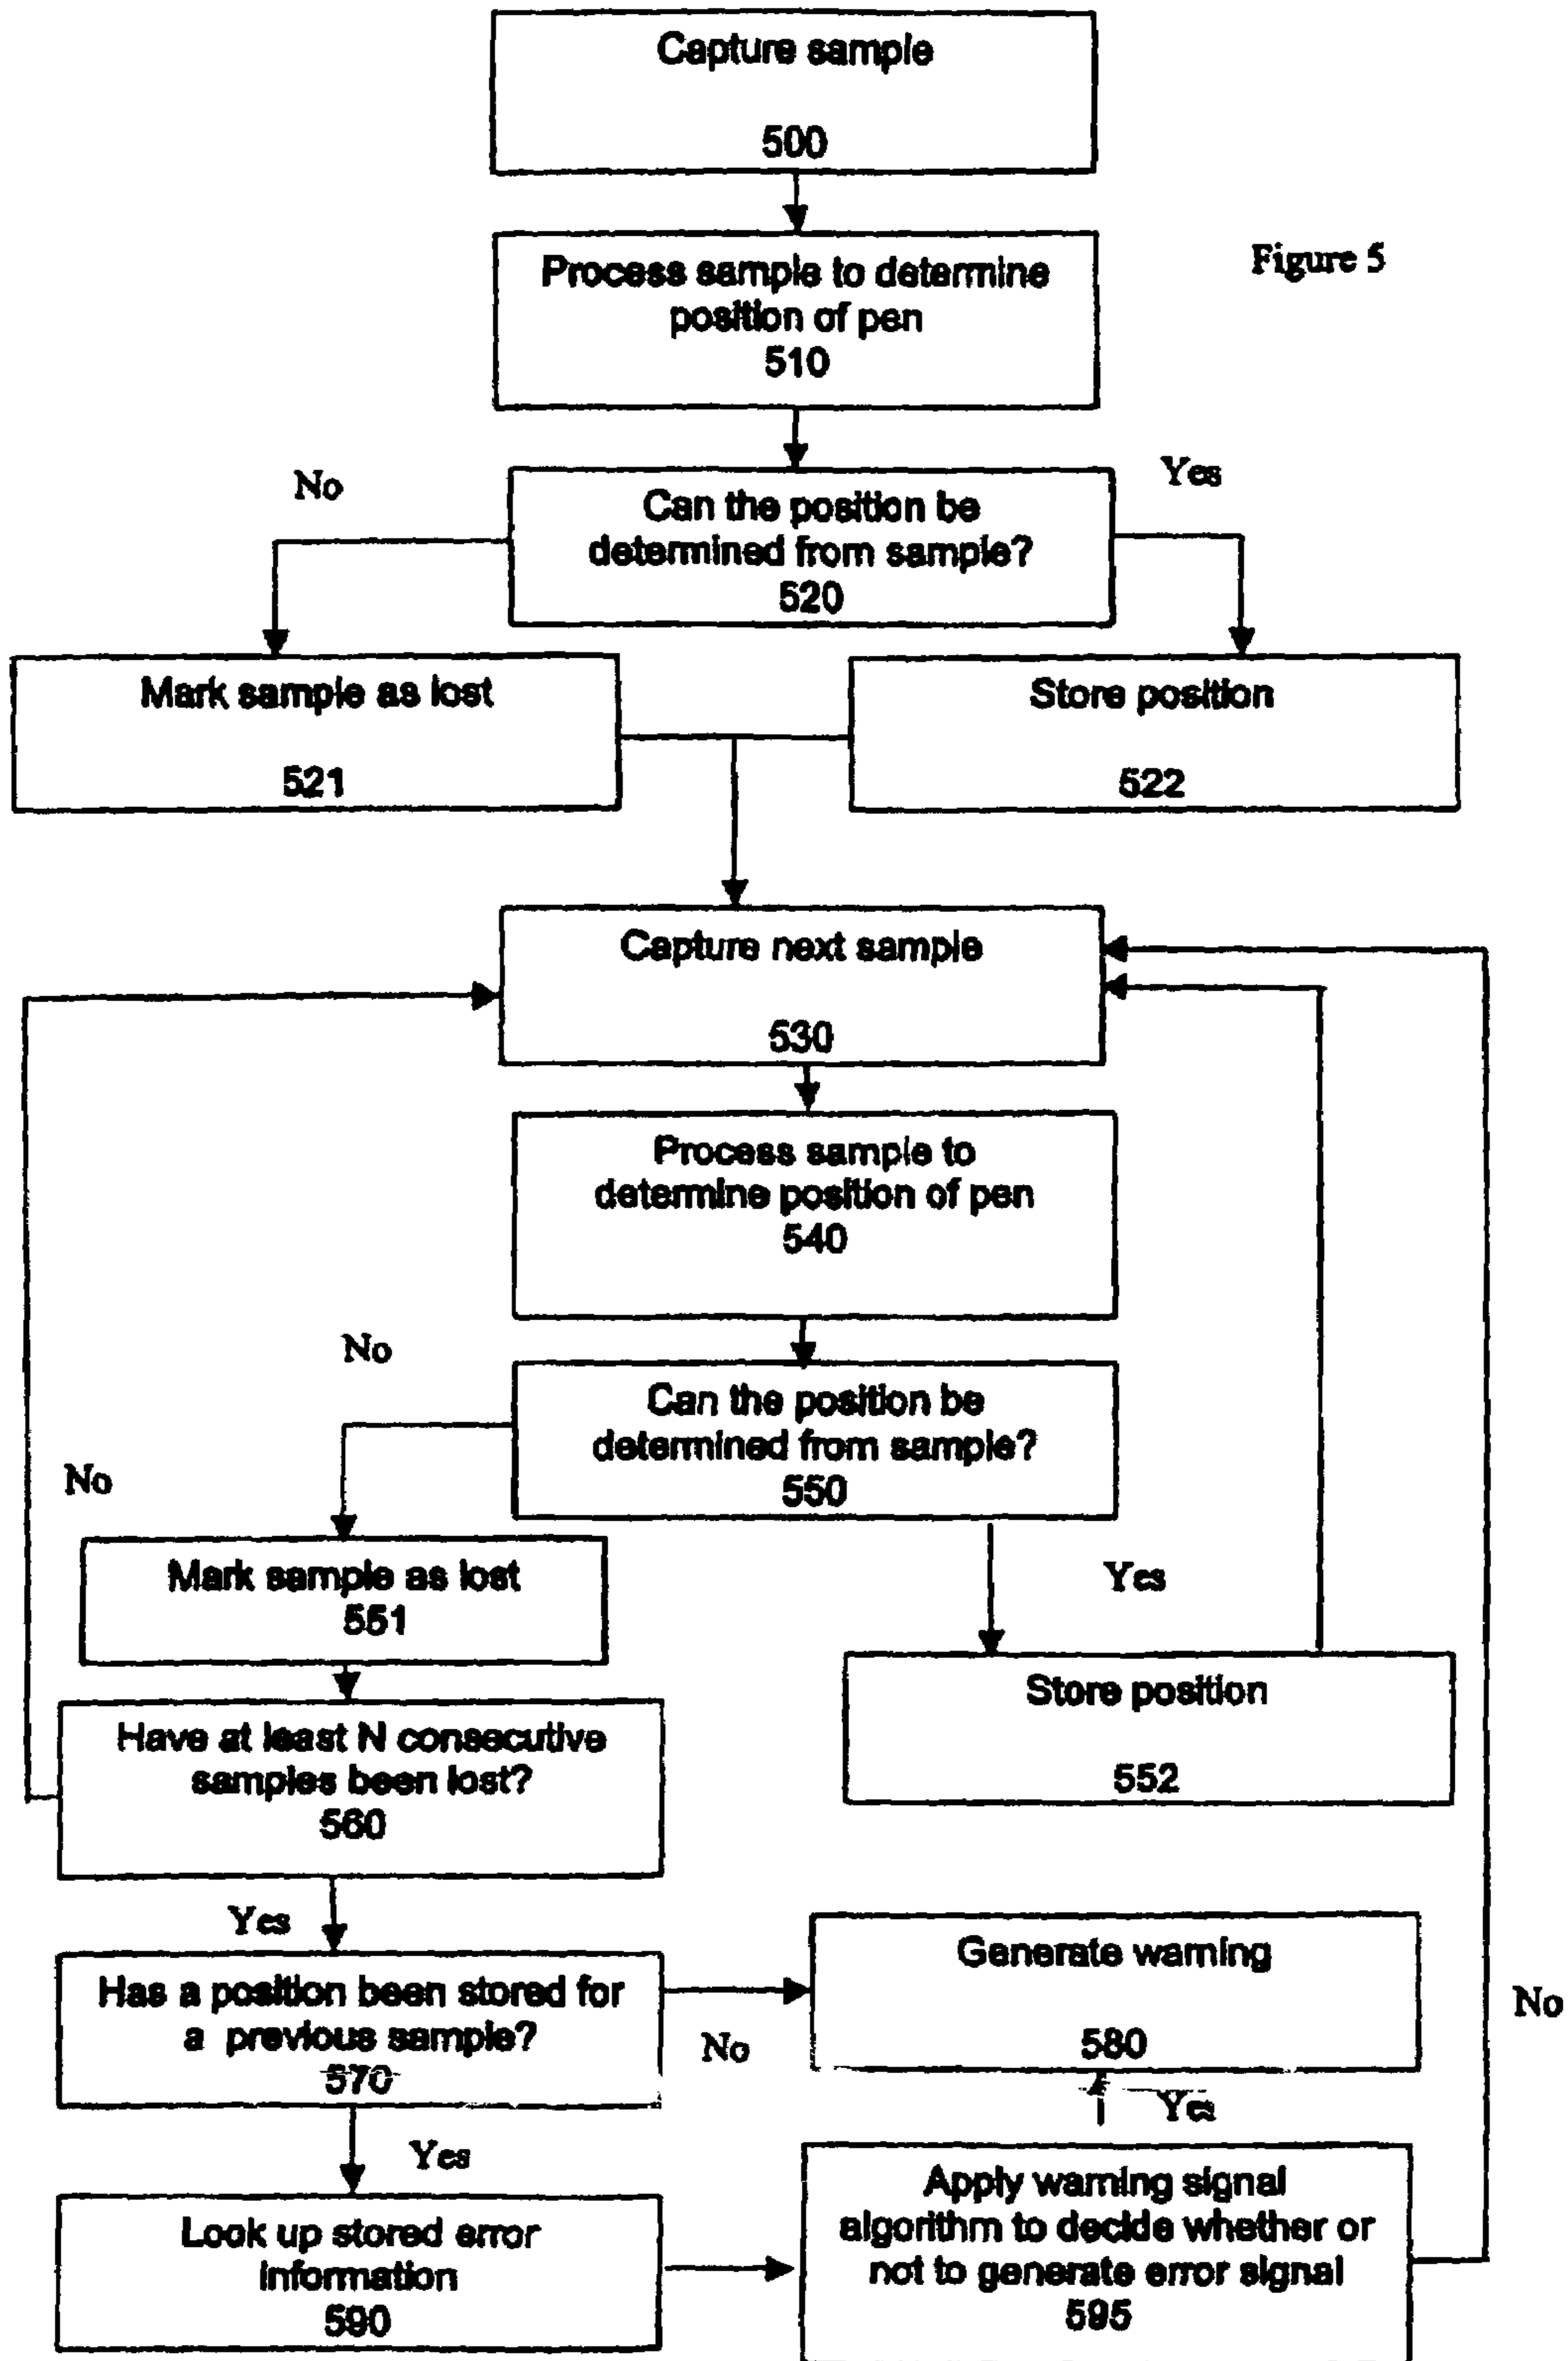 Capture sample
500
Process sample to determine
position of pen
510
Figure 5
No
Yes
Can the position be
determined from sample?
520
Mark sample as lost
521
Store position
522
Capture next sample
530
Process sample to
determine position of pen
540
No
Can the position be
determined from sample?
550
No
Mark sample as lost
551
Yes
Store position
552
Have at least N consecutive
samples been lost?
560
Yes
Generate warning
580
Has a position been stored for
a previous sample?
570
No
No
Yes
Yes
Look up stored error
information
590
Apply warning signal
algorithm to decide whether or
not to generate error signal
595